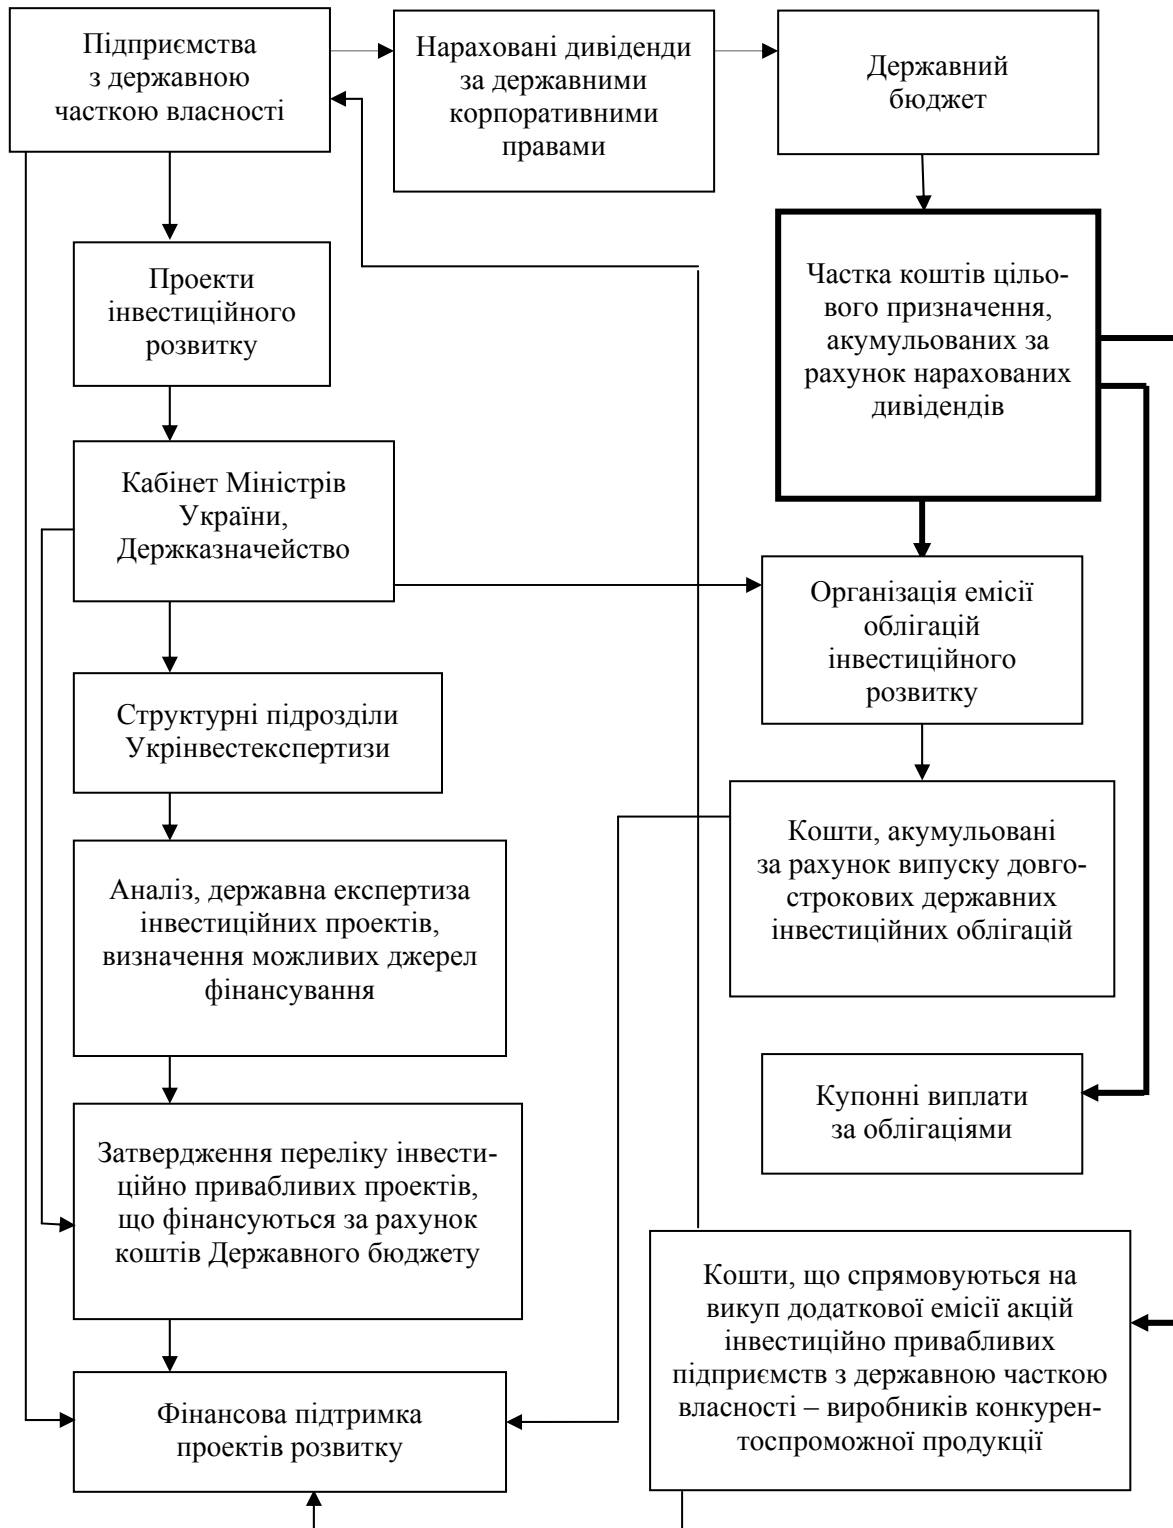 Підприємства
з державною
часткою власності
Нараховані дивіденди
за державними
корпоративними
правами
Державний
бюджет
Проекти
інвестиційного
розвитку
Частка коштів цільо-
вого призначення,
акумульованих за
рахунок нарахованих
дивідендів
Кабінет Міністрів
України,
Держказначейство
Організація емісії
облігацій
інвестиційного
розвитку
Структурні підрозділи
Укрінвестекспертизи
Кошти, акумульовані
за рахунок випуску довго-
строкових державних
інвестиційних облігацій
Аналіз, державна експертиза
інвестиційних проектів,
визначення можливих джерел
фінансування
Купонні виплати
за облігаціями
Затвердження переліку інвести-
ційно привабливих проектів,
що фінансуються за рахунок
коштів Державного бюджету
Кошти, що спрямовуються на
викуп додаткової емісії акцій
інвестиційно привабливих
підприємств з державною часткою
власності – виробників конкурен-
тоспроможної продукції
Фінансова підтримка
проектів розвитку